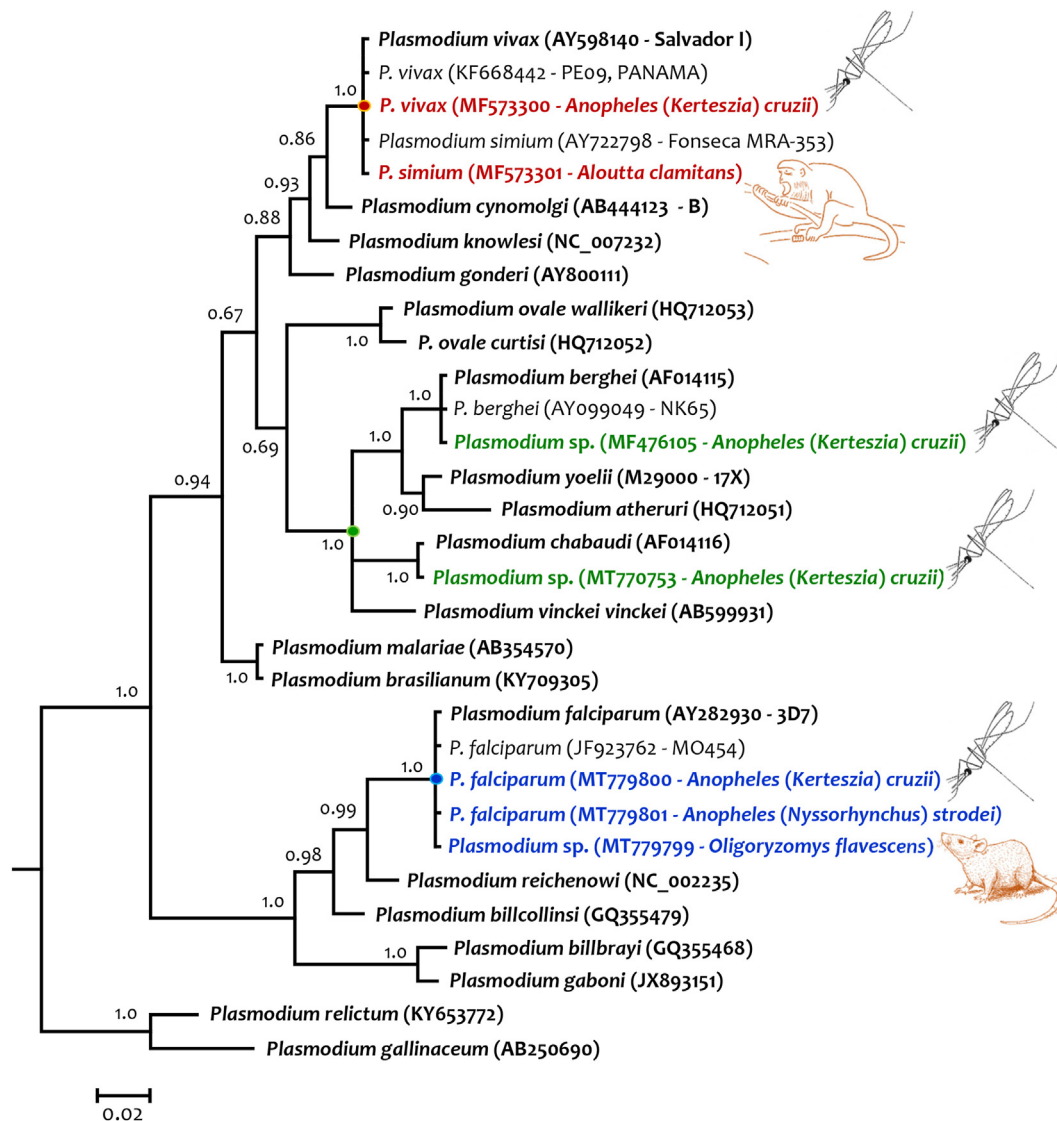 Plasmodium vivax (AY598140 - Salvador I)
P. vivax (KF668442 - PE09, PANAMA)
1.0
P. vivax (MF573300 - Anopheles (Kerteszia) cruzii)
0.86
Plasmodium simium (AY722798 - Fonseca MRA-353)
P. simium (MF573301 - Aloutta clamitans)
0.93
Plasmodium cynomolgi (AB444123 - B)
0.88
Plasmodium knowlesi (NC_007232)
Plasmodium gonderi (AY800111)
0.67
Plasmodium ovale wallikeri (HQ712053)
1.0
P. ovale curtisi (HQ712052)
Plasmodium berghei (AF014115)
1.0
P. berghei (AY099049 - NK65)
0.69
1.0
Plasmodium sp. (MF476105 - Anopheles (Kerteszia) cruzii)
0.94
Plasmodium yoelii (M29000 - 17X)
0.90
Plasmodium atheruri (HQ712051)
1.0
Plasmodium chabaudi (AF014116)
1.0
Plasmodium sp. (MT770753 - Anopheles (Kerteszia) cruzii)
Plasmodium vinckei vinckei (AB599931)
Plasmodium malariae (AB354570)
1.0
Plasmodium brasilianum (KY709305)
1.0
Plasmodium falciparum (AY282930 - 3D7)
P. falciparum (JF923762 - MO454)
1.0
P. falciparum (MT779800 - Anopheles (Kerteszia) cruzii)
0.99
P. falciparum (MT779801 - Anopheles (Nyssorhynchus) strodei)
Plasmodium sp. (MT779799 - Oligoryzomys flavescens)
0.98
Plasmodium reichenowi (NC_002235)
1.0
Plasmodium billcollinsi (GQ355479)
1.0
Plasmodium billbrayi (GQ355468)
Plasmodium gaboni (JX893151)
1.0
Plasmodium relictum (KY653772)
Plasmodium gallinaceum (AB250690)
0.02